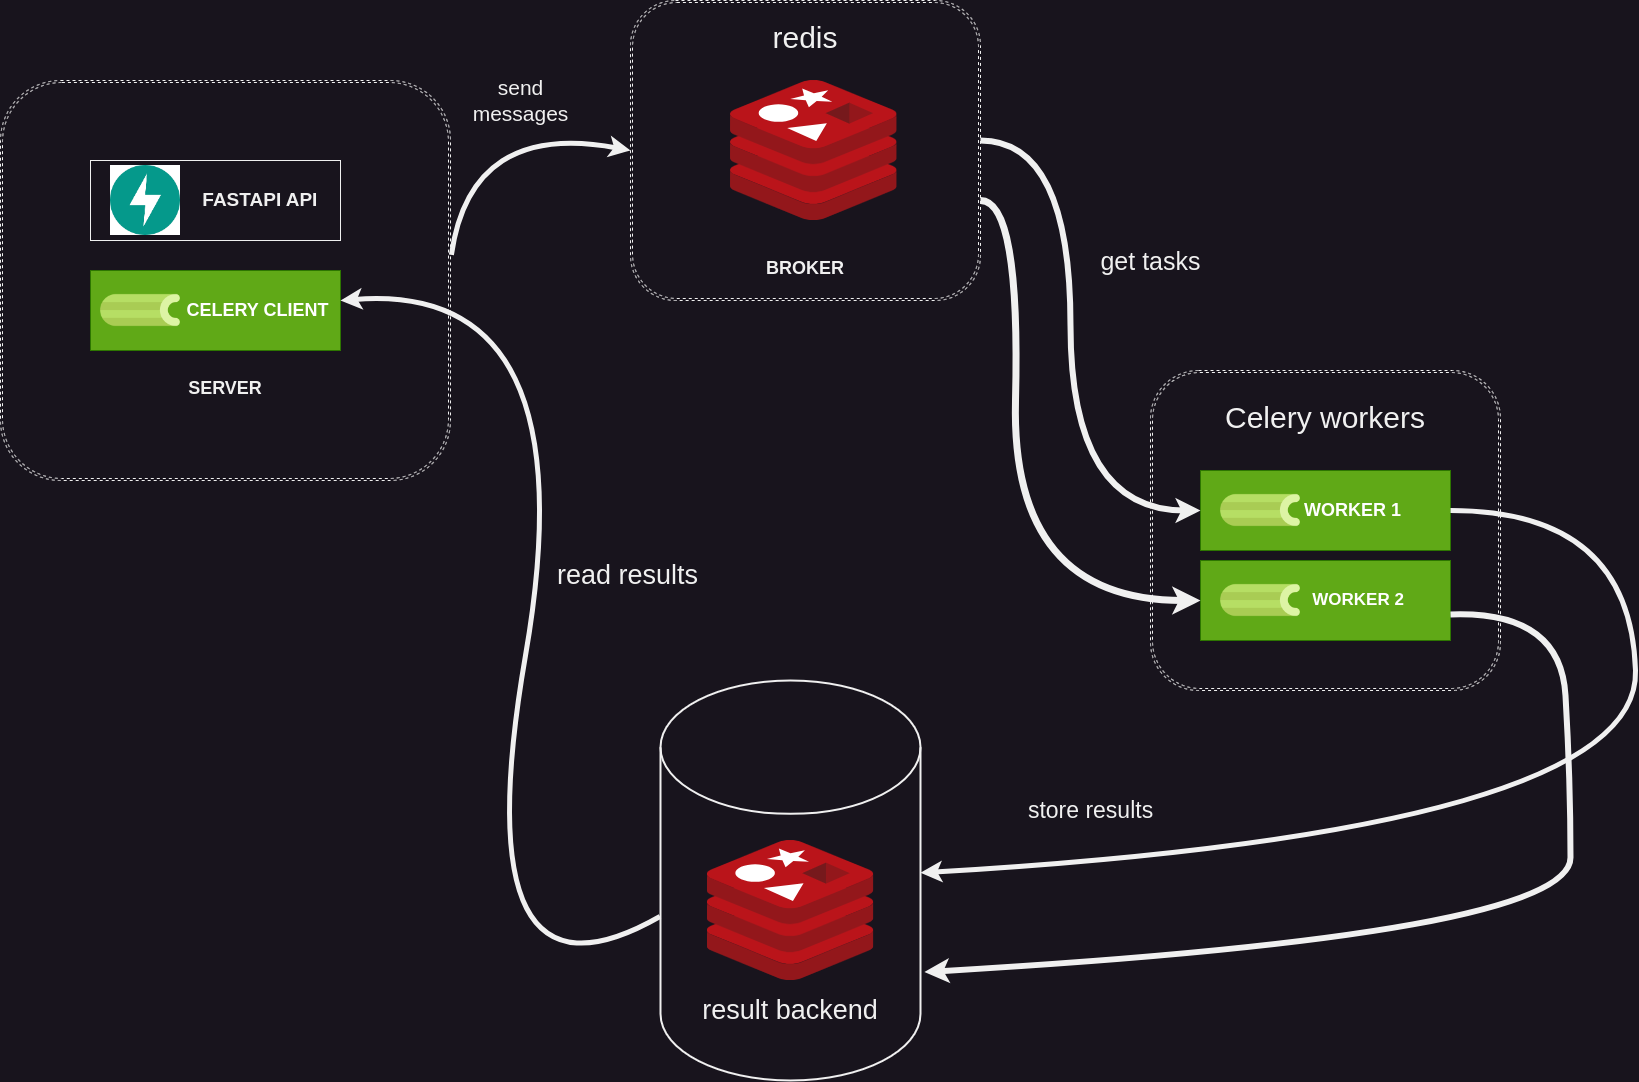 redis
send
messages
FASTAPI API
BROKER
get tasks
CELERY CLIENT
SERVER
Celery workers
WORKER 1
read results
WORKER 2
store results
result backend